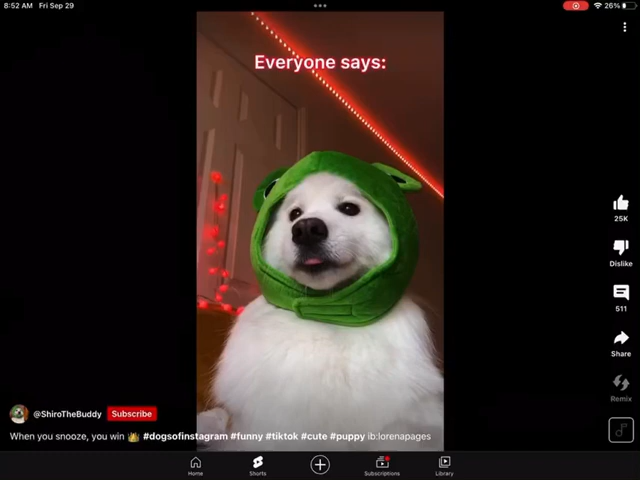 8:52 AM Fri Sep 29
26%
Everyone says:
25K
Dislike
511
Share
Remix
@ShiroTheBuddy Subscribe
When you snooze, you win 👑 #dogsofinstagram #funny #tiktok #cute #puppy ib:lorenapages
Home Shorts Subscriptions Library